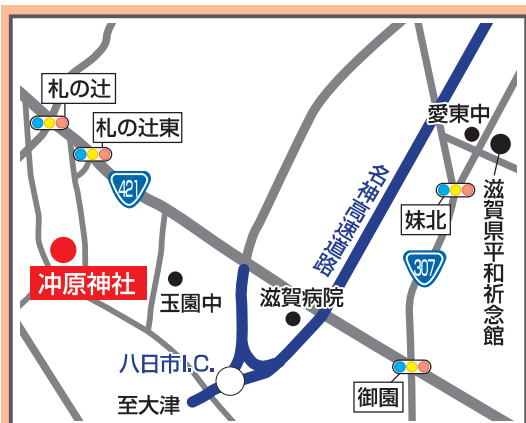 札の辻
札の辻東
421
愛東中
名神高速道路
妹北
滋賀県平和祈念館
307
冲原神社
玉園中
滋賀病院
八日市I.C.
御園
至大津